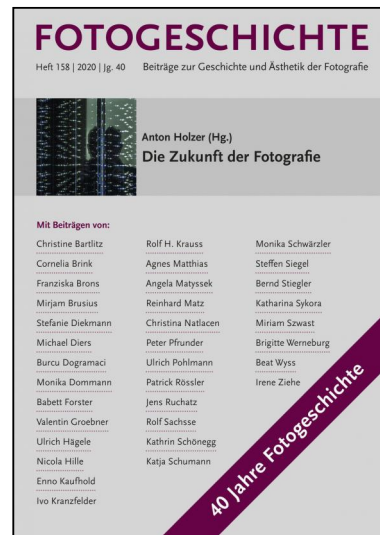 FOTOGESCHICHTE
Heft 158 | 2020 | Jg. 40 Beiträge zur Geschichte und Ästhetik der Fotografie
Anton Holzer (Hg.)
Die Zukunft der Fotografie
Mit Beiträgen von:
Christine Bartlitz
Cornelia Brink
Franziska Brons
Mirjam Brusius
Stefanie Diekmann
Michael Diers
Burcu Dogramaci
Monika Dommann
Babett Forster
Valentin Groebner
Ulrich Hägele
Nicola Hille
Enno Kaufhold
Ivo Kranzfelder
Rolf H. Krauss
Agnes Matthias
Angela Matyssek
Reinhard Matz
Christina Natlacen
Peter Pfrunder
Ulrich Pohlmann
Patrick Rössler
Jens Ruchatz
Rolf Sachsse
Kathrin Schönegg
Katja Schumann
Monika Schwärzler
Steffen Siegel
Bernd Stiegler
Katharina Sykora
Miriam Szwast
Brigitte Werneburg
Beat Wyss
Irene Ziehe
40 Jahre Fotogeschichte